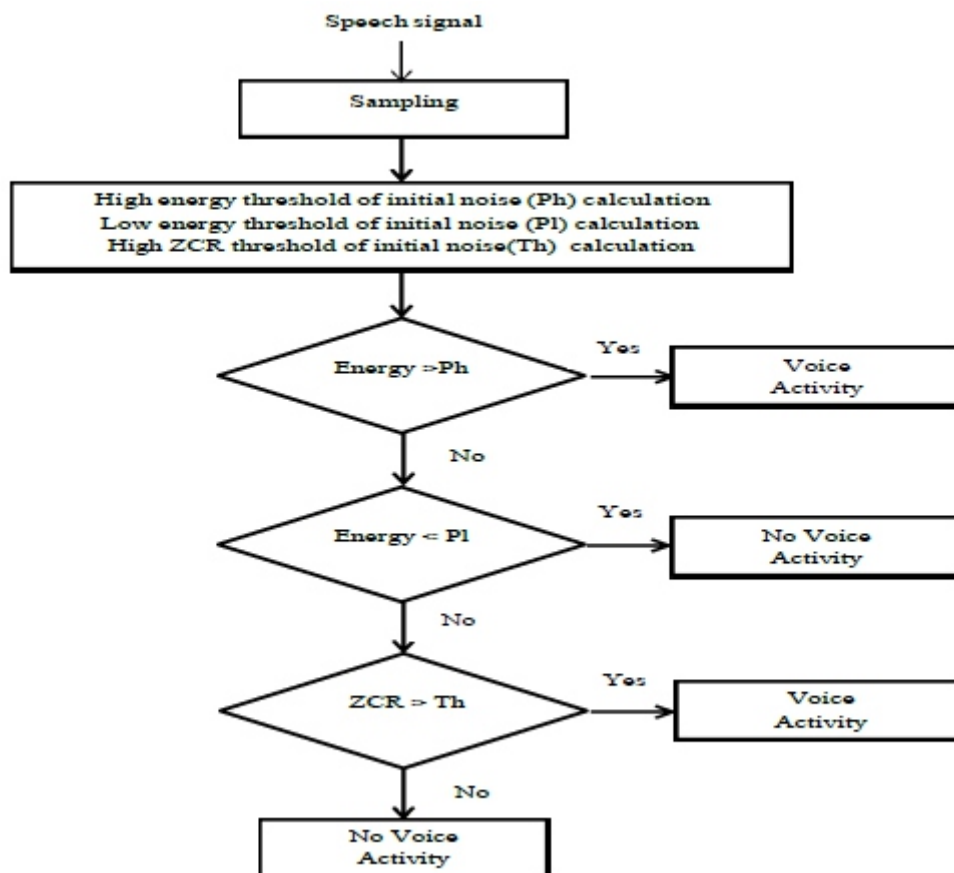 Speech signal
Sampling
High energy threshold of initial noise (Ph) calculation
Low energy threshold of initial noise (Pl) calculation
High ZCR threshold of initial noise(Th) calculation
Energy >Ph
Yes
Voice
Activity
No
Energy < Pl
Yes
No Voice
Activity
No
ZCR > Th
Yes
Voice
Activity
No
No Voice
Activity